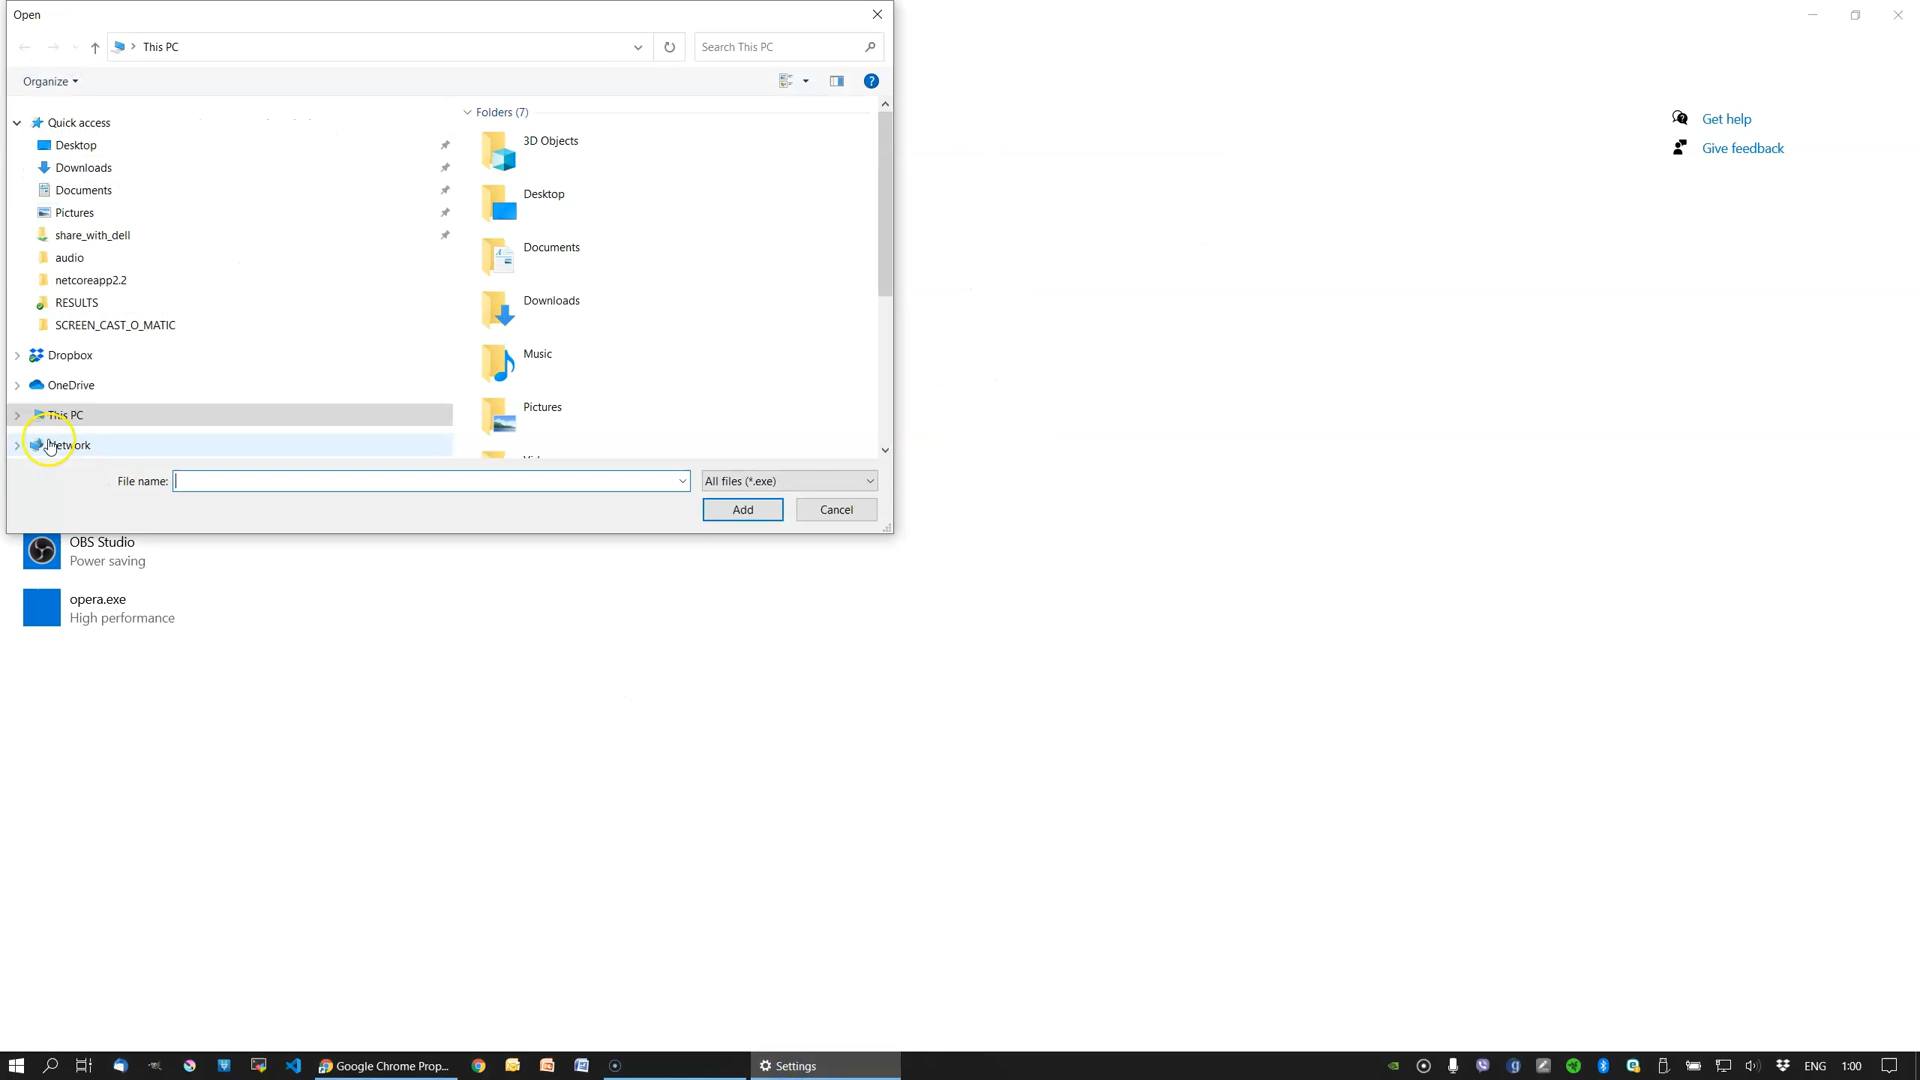 Open
This PC
Search This PC
Organize
Quick access
Desktop
Downloads
Documents
Pictures
share_with_dell
audio
netcoreapp2.2
RESULTS
SCREEN_CAST_O_MATIC
Dropbox
OneDrive
This PC
Network
Folders (7)
3D Objects
Desktop
Documents
Downloads
Music
Pictures
File name:
All files (*.exe)
Add
Cancel
Get help
Give feedback
OBS Studio
Power saving
opera.exe
High performance
Google Chrome Prop...
Settings
ENG
1:00